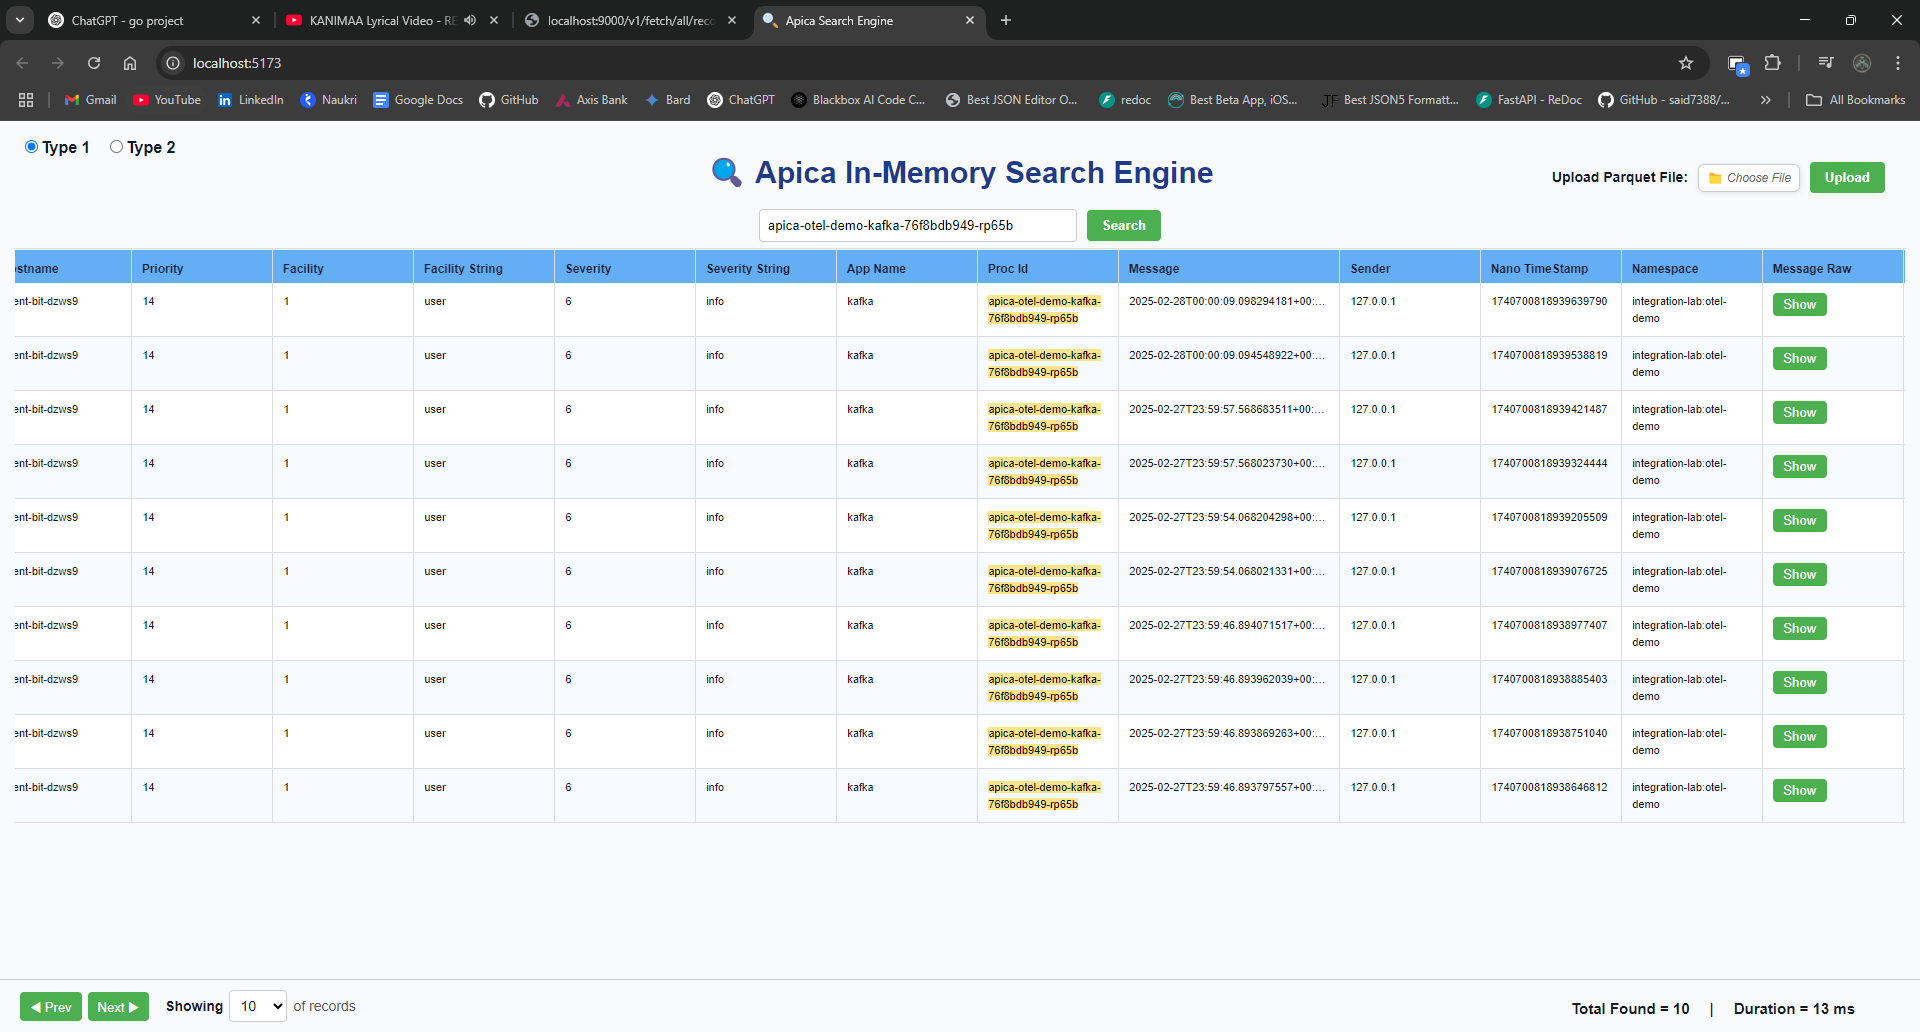 ChatGPT - go project
KANIMAA Lyrical Video - RE
localhost:9000/v1/fetch/all/reco
Apica Search Engine
localhost:5173
Gmail
YouTube
LinkedIn
Naukri
Google Docs
GitHub
Axis Bank
Bard
ChatGPT
Blackbox AI Code C...
Best JSON Editor O...
redoc
Best Beta App, iOS...
JF Best JSON5 Formatt...
FastAPI - ReDoc
GitHub - said7388/...
All Bookmarks
Type 1
Type 2
Apica In-Memory Search Engine
Upload Parquet File:
Choose File
Upload
apica-otel-demo-kafka-76f8bdb949-rp65b
Search
stname Priority Facility Facility String Severity Severity String App Name Proc Id Message Sender Nano TimeStamp Namespace Message Raw
ent-bit-dzws9 14 1 user 6 info kafka apica-otel-demo-kafka- 2025-02-28T00:00:09.098294181+00:... 127.0.0.1 1740700818939639790 integration-lab:otel- Show
76f8bdb949-rp65b demo
ent-bit-dzws9 14 1 user 6 info kafka apica-otel-demo-kafka- 2025-02-28T00:00:09.094548922+00:... 127.0.0.1 1740700818939538819 integration-lab:otel- Show
76f8bdb949-rp65b demo
ent-bit-dzws9 14 1 user 6 info kafka apica-otel-demo-kafka- 2025-02-27T23:59:57.568683511+00:... 127.0.0.1 1740700818939421487 integration-lab:otel- Show
76f8bdb949-rp65b demo
ent-bit-dzws9 14 1 user 6 info kafka apica-otel-demo-kafka- 2025-02-27T23:59:57.568023730+00:... 127.0.0.1 1740700818939324444 integration-lab:otel- Show
76f8bdb949-rp65b demo
ent-bit-dzws9 14 1 user 6 info kafka apica-otel-demo-kafka- 2025-02-27T23:59:54.068204298+00:... 127.0.0.1 1740700818939205509 integration-lab:otel- Show
76f8bdb949-rp65b demo
ent-bit-dzws9 14 1 user 6 info kafka apica-otel-demo-kafka- 2025-02-27T23:59:54.068021331+00:... 127.0.0.1 1740700818939076725 integration-lab:otel- Show
76f8bdb949-rp65b demo
ent-bit-dzws9 14 1 user 6 info kafka apica-otel-demo-kafka- 2025-02-27T23:59:46.894071517+00:... 127.0.0.1 1740700818938977407 integration-lab:otel- Show
76f8bdb949-rp65b demo
ent-bit-dzws9 14 1 user 6 info kafka apica-otel-demo-kafka- 2025-02-27T23:59:46.893962039+00:... 127.0.0.1 1740700818938885403 integration-lab:otel- Show
76f8bdb949-rp65b demo
ent-bit-dzws9 14 1 user 6 info kafka apica-otel-demo-kafka- 2025-02-27T23:59:46.893869263+00:... 127.0.0.1 1740700818938751040 integration-lab:otel- Show
76f8bdb949-rp65b demo
ent-bit-dzws9 14 1 user 6 info kafka apica-otel-demo-kafka- 2025-02-27T23:59:46.893797557+00:... 127.0.0.1 1740700818938646812 integration-lab:otel- Show
76f8bdb949-rp65b demo
◀ Prev
Next ▶
Showing 10 of records
Total Found = 10 | Duration = 13 ms